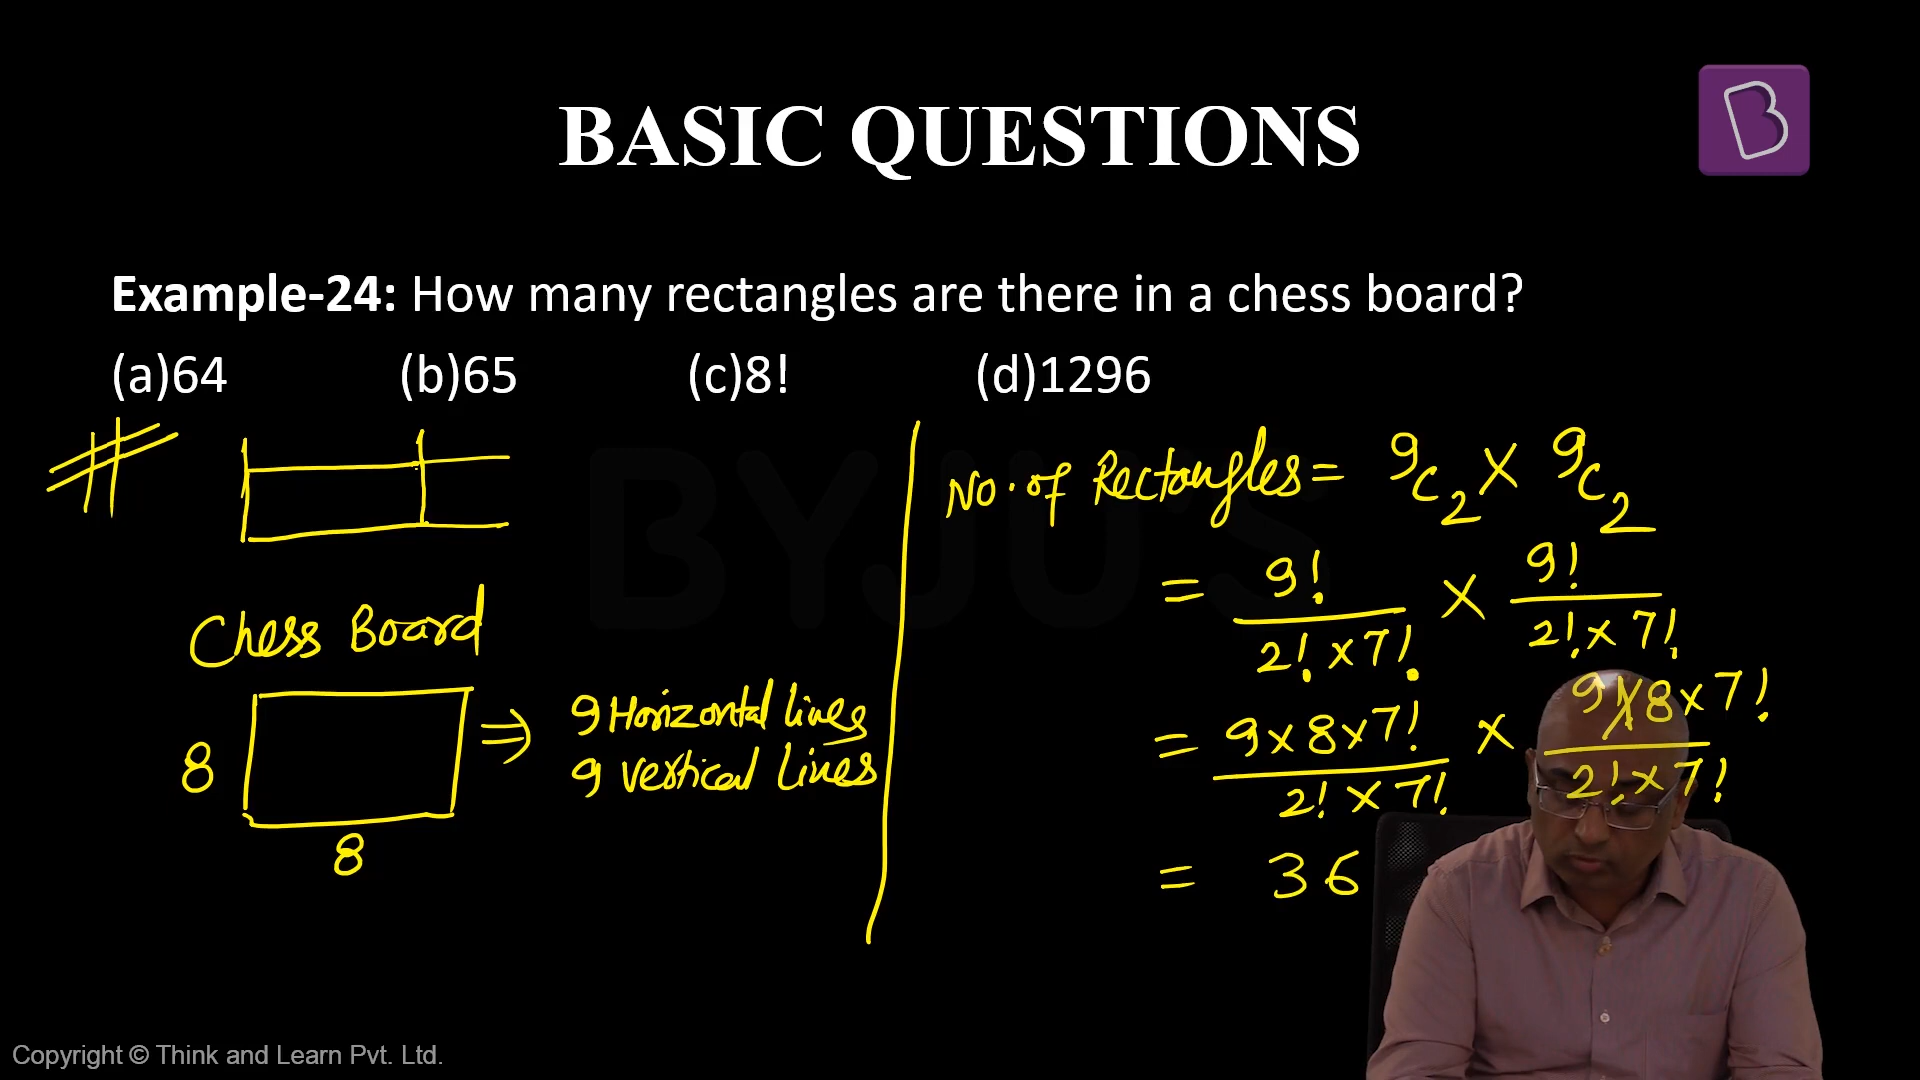 BASIC QUESTIONS
Example-24: How many rectangles are there in a chess board?
(a)64 (b)65 (c)8! (d)1296
Chess Board
8
8
⇒ 9 Horizontal lines
9 vertical lines
No. of Rectangles = 9C2 × 9C2
= 9!/(2! × 7!) × 9!/(2! × 7!)
= (9 × 8 × 7!)/(2! × 7!) × (9 × 8 × 7!)/(2! × 7!)
= 36
BYJU'S
Copyright © Think and Learn Pvt. Ltd.